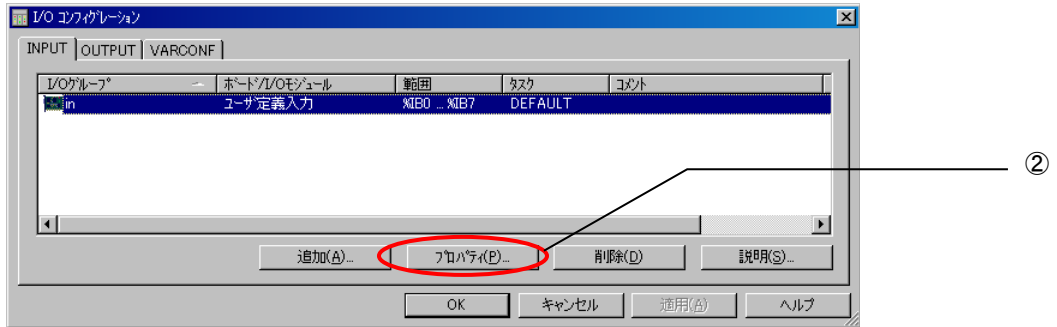 I/O コンフィグレーション
INPUT OUTPUT VARCONF
I/Oグループ ボード/I/Oモジュール 範囲 タスク コメント
in ユーザ定義入力 %IB0 ... %IB7 DEFAULT
②
追加(A)... プロパティ(P)... 削除(D) 説明(S)...
OK キャンセル 適用(A) ヘルプ